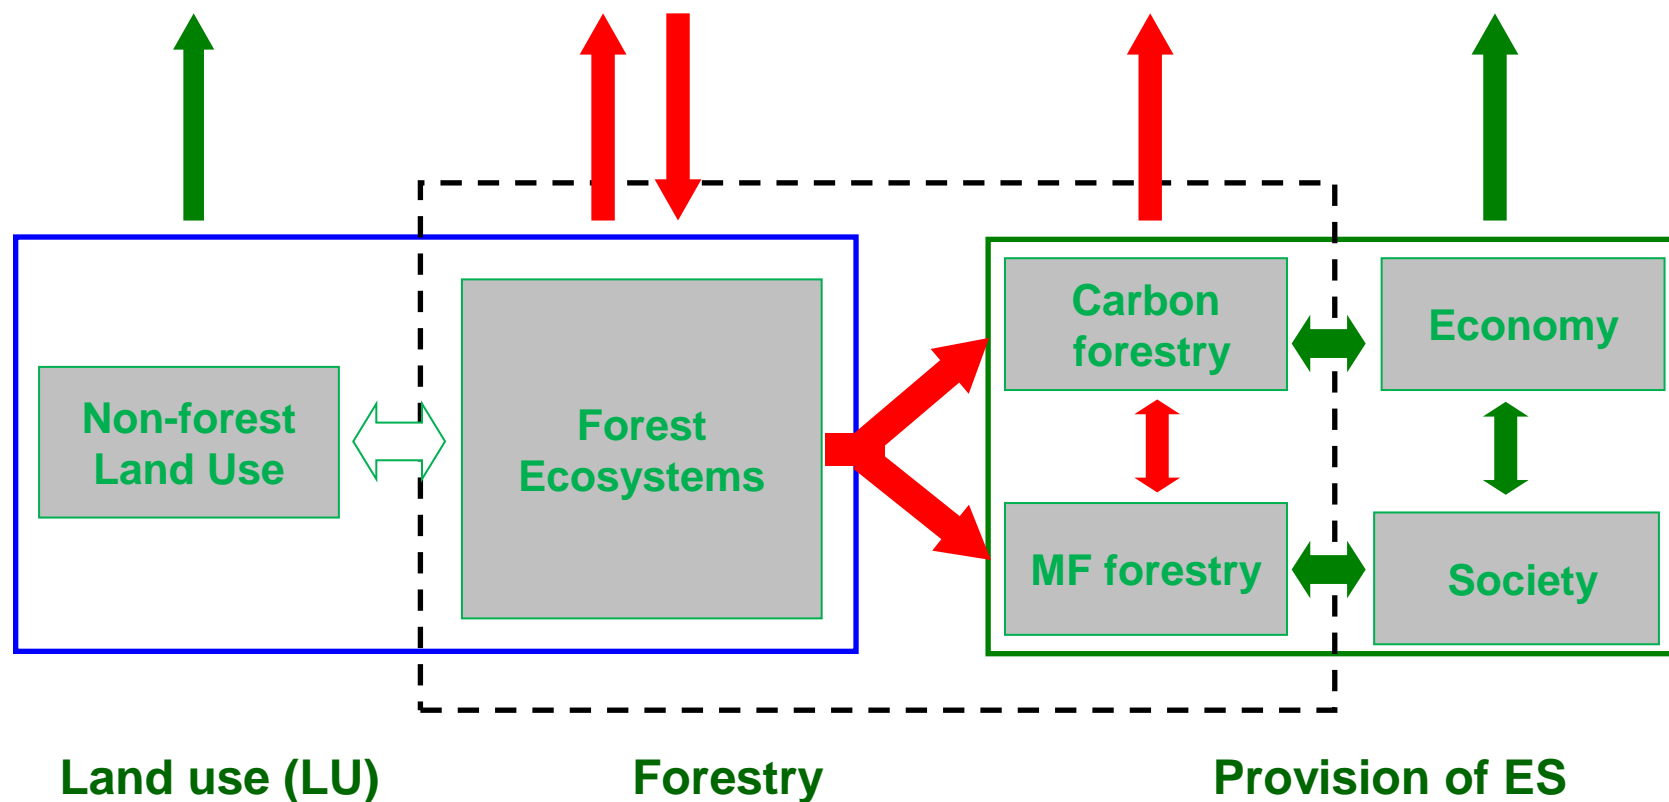 Non-forest
Land Use
Forest
Ecosystems
Carbon
forestry
Economy
MF forestry
Society
Land use (LU)
Forestry
Provision of ES